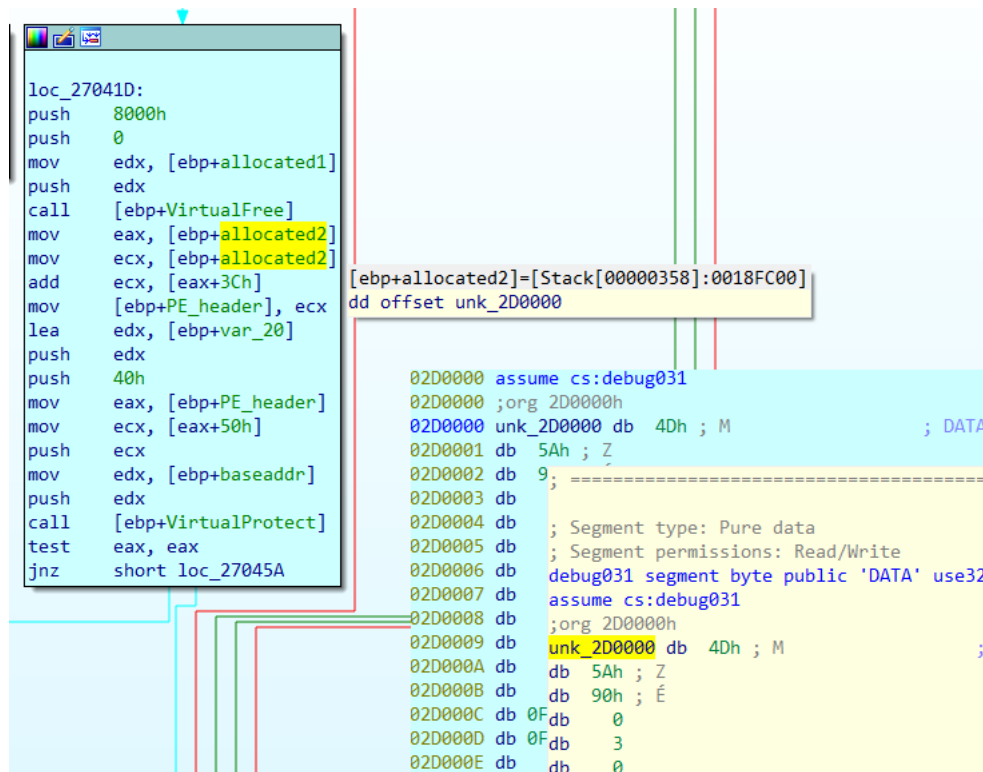 loc_27041D:
push 8000h
push 0
mov edx, [ebp+allocated1]
push edx
call [ebp+VirtualFree]
mov eax, [ebp+allocated2]
mov ecx, [ebp+allocated2]
add ecx, [eax+3Ch]
mov [ebp+PE_header], ecx
lea edx, [ebp+var_20]
push edx
push 40h
mov eax, [ebp+PE_header]
mov ecx, [eax+50h]
push ecx
mov edx, [ebp+baseaddr]
push edx
call [ebp+VirtualProtect]
test eax, eax
jnz short loc_27045A
[ebp+allocated2]=[Stack[00000358]:0018FC00]
dd offset unk_2D0000
02D0000 assume cs:debug031
02D0000 ;org 2D0000h
02D0000 unk_2D0000 db 4Dh ; M ; DATA
02D0001 db 5Ah ; Z
02D0002 db 9
02D0003 db
02D0004 db
02D0005 db
02D0006 db
02D0007 db
02D0008 db
02D0009 db
02D000A db
02D000B db
02D000C db 0F
02D000D db 0F
02D000E db
; =======================================
; Segment type: Pure data
; Segment permissions: Read/Write
debug031 segment byte public 'DATA' use32
assume cs:debug031
;org 2D0000h
unk_2D0000 db 4Dh ; M ;
db 5Ah ; Z
db 90h ; É
db 0
db 3
db 0